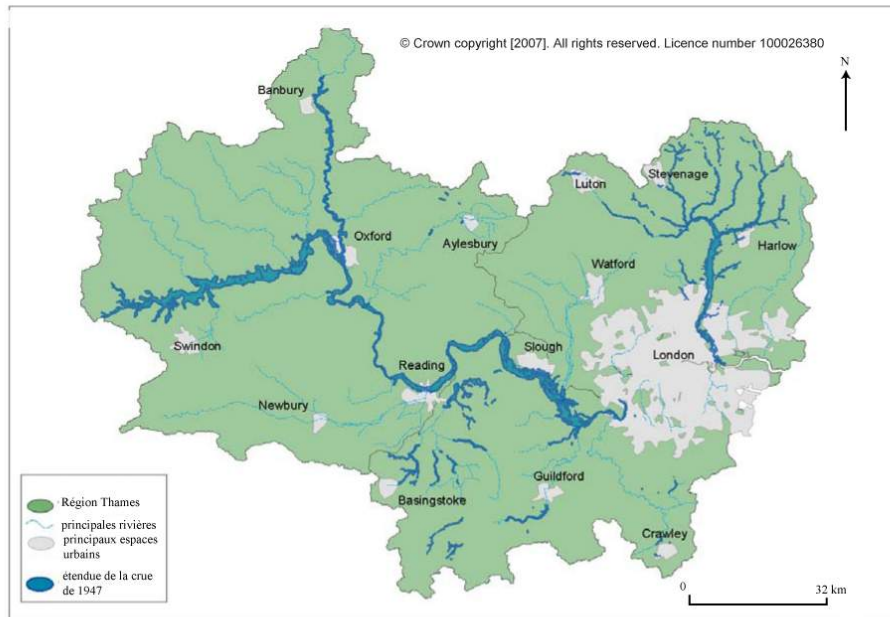 © Crown copyright [2007]. All rights reserved. Licence number 100026380
N
Banbury
Stevenage
Luton
Oxford
Aylesbury
Harlow
Watford
Swindon
Slough
London
Reading
Newbury
Guildford
Basingstoke
Crawley
Région Thames
principales rivières
principaux espaces
urbains
étendue de la crue
de 1947
0
32 km